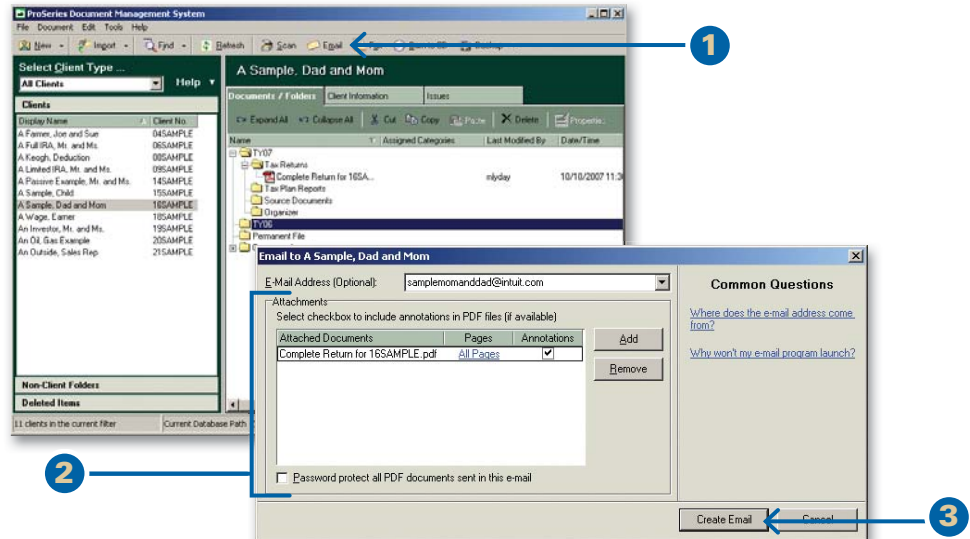 ProSeries Document Management System
File Document Edit Tools Help
New Import Find Refresh Scan Email
1
Select Client Type ...
All Clients Help
Clients
Display Name Client No.
A Farmer, Joe and Sue 04SAMPLE
A Full IRA, Mr. and Ms. 06SAMPLE
A Keogh, Deduction 08SAMPLE
A Limited IRA, Mr. and Ms. 09SAMPLE
A Passive Example, Mr. and Ms. 14SAMPLE
A Sample, Child 15SAMPLE
A Sample, Dad and Mom 16SAMPLE
A Wage, Earner 18SAMPLE
An Investor, Mr. and Ms. 19SAMPLE
An Oil, Gas Example 20SAMPLE
An Outside, Sales Rep 21SAMPLE
Non-Client Folders
Deleted Items
11 clients in the current filter Current Database Path
A Sample, Dad and Mom
Documents / Folders Client Information Issues
Expand All Collapse All Cut Copy Paste Delete Properties
Name Assigned Categories Last Modified By Date/Time
TY07
Tax Returns
Complete Return for 16SA... mlyday 10/18/2007 11:3
Tax Plan Reports
Source Documents
Organizer
TY06
Permanent File
Email to A Sample, Dad and Mom
E-Mail Address (Optional): samplemomanddad@intuit.com
Attachments
Select checkbox to include annotations in PDF files (if available)
Attached Documents Pages Annotations
Complete Return for 16SAMPLE.pdf All Pages
Add
Remove
2
Password protect all PDF documents sent in this e-mail
Common Questions
Where does the e-mail address come
from?
Why won't my e-mail program launch?
Create Email Cancel
3